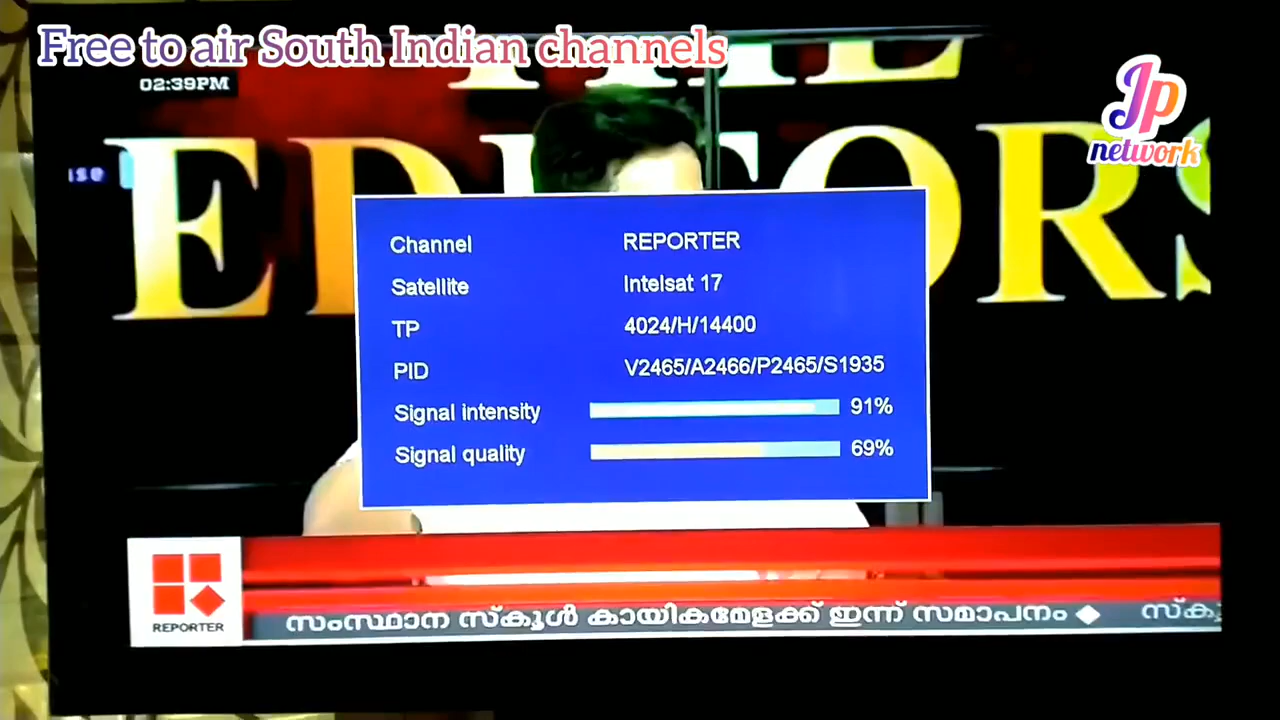 Free to air South Indian channels
02:39PM
Jp
network
THE
EDITORS
Channel REPORTER
Satellite Intelsat 17
TP 4024/H/14400
PID V2465/A2466/P2465/S1935
Signal intensity 91%
Signal quality 69%
REPORTER
സംസ്ഥാന സ്കൂൾ കായികമേളക്ക് ഇന്ന് സമാപനം ◆